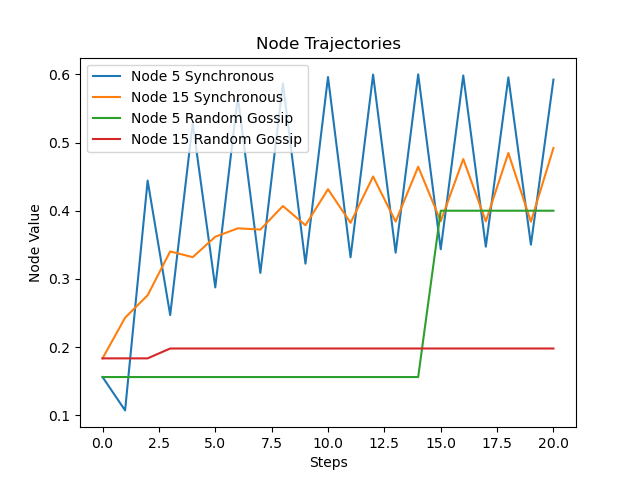 Node Trajectories
Node 5 Synchronous
Node 15 Synchronous
Node 5 Random Gossip
Node 15 Random Gossip
0.6
0.5
0.4
0.3
0.2
0.1
Node Value
0.0 2.5 5.0 7.5 10.0 12.5 15.0 17.5 20.0
Steps